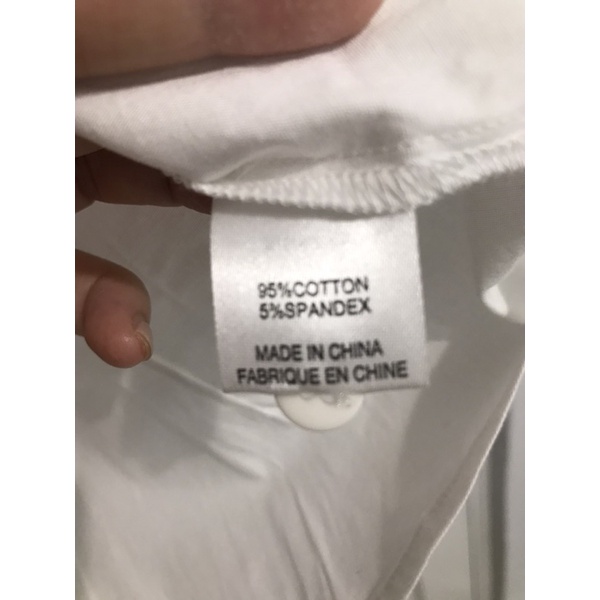 95%COTTON
5%SPANDEX
MADE IN CHINA
FABRIQUE EN CHINE